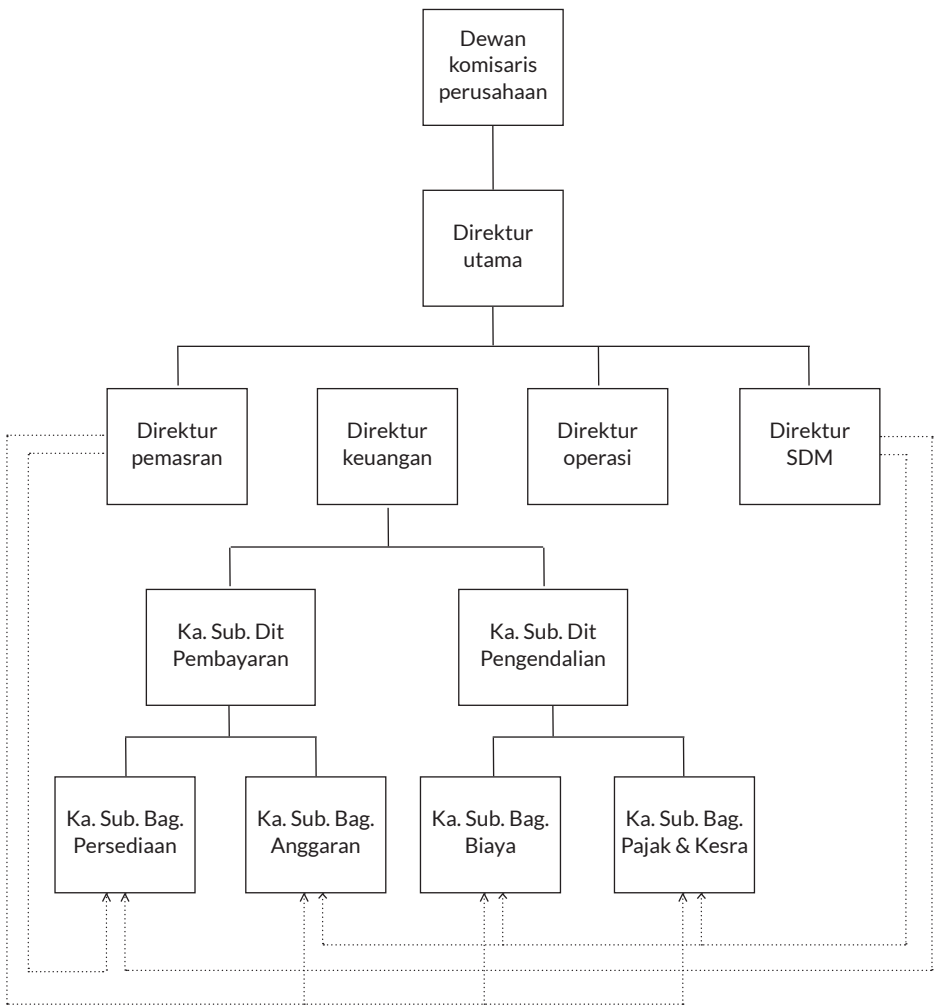 Dewan
komisaris
perusahaan
Direktur
utama
Direktur
pemasran
Direktur
keuangan
Direktur
operasi
Direktur
SDM
Ka. Sub. Dit
Pembayaran
Ka. Sub. Dit
Pengendalian
Ka. Sub. Bag.
Persediaan
Ka. Sub. Bag.
Anggaran
Ka. Sub. Bag.
Biaya
Ka. Sub. Bag.
Pajak & Kesra